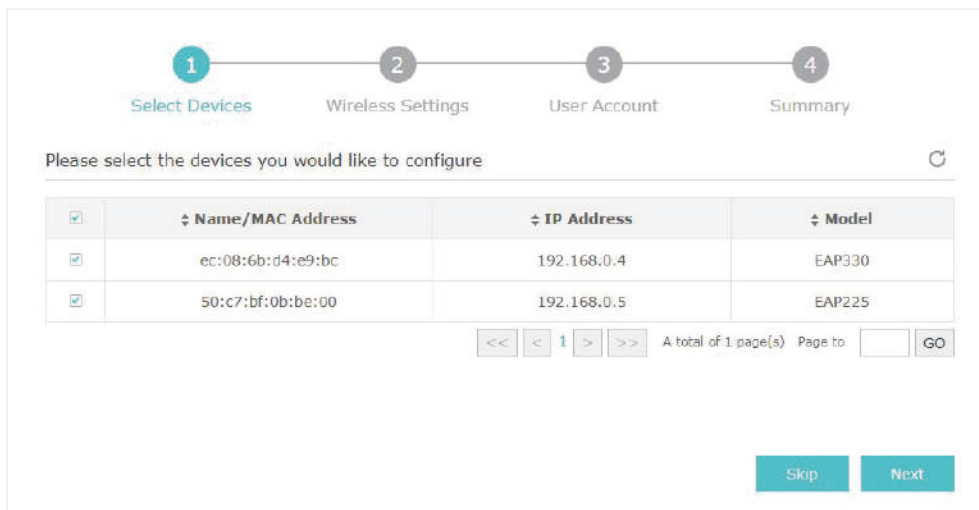 1 2 3 4
Select Devices Wireless Settings User Account Summary
Please select the devices you would like to configure
Name/MAC Address IP Address Model
ec:08:6b:d4:e9:bc 192.168.0.4 EAP330
50:c7:bf:0b:be:00 192.168.0.5 EAP225
<< < 1 > >> A total of 1 page(s) Page to GO
Skip Next